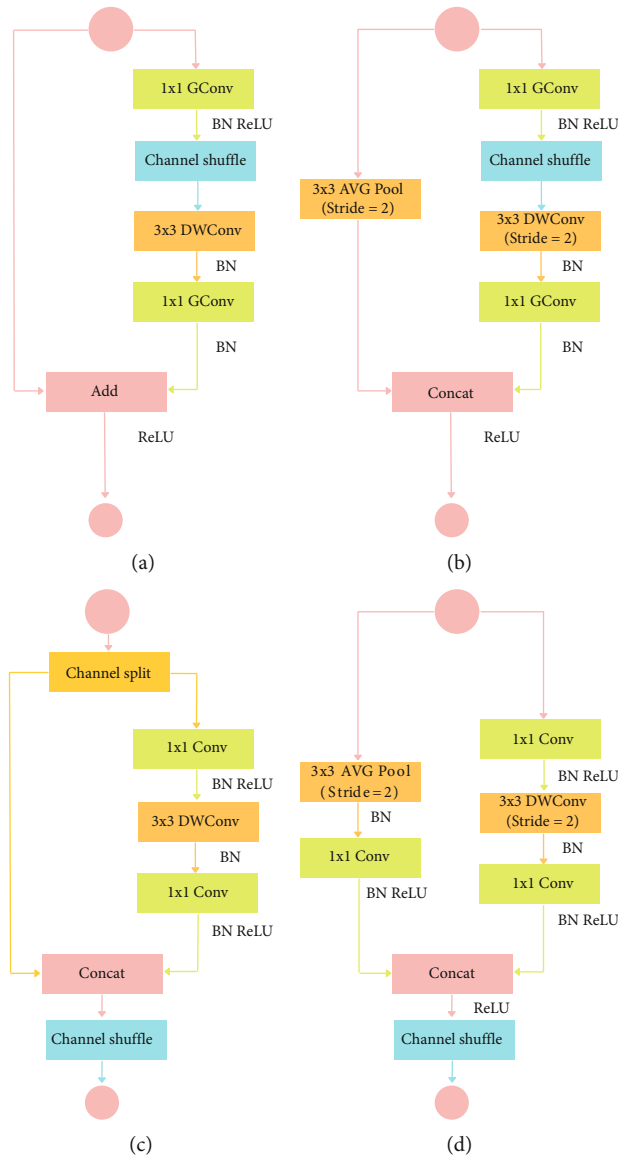 1x1 GConv
BN ReLU
Channel shuffle
3x3 DWConv
BN
1x1 GConv
BN
Add
ReLU
(a)
1x1 GConv
BN ReLU
Channel shuffle
3x3 AVG Pool
(Stride = 2)
3x3 DWConv
(Stride = 2)
BN
1x1 GConv
BN
Concat
ReLU
(b)
Channel split
1x1 Conv
BN ReLU
3x3 DWConv
BN
1x1 Conv
BN ReLU
Concat
Channel shuffle
(c)
3x3 AVG Pool
(Stride = 2)
BN
1x1 Conv
BN ReLU
1x1 Conv
BN ReLU
3x3 DWConv
(Stride = 2)
BN
1x1 Conv
BN ReLU
Concat
ReLU
Channel shuffle
(d)